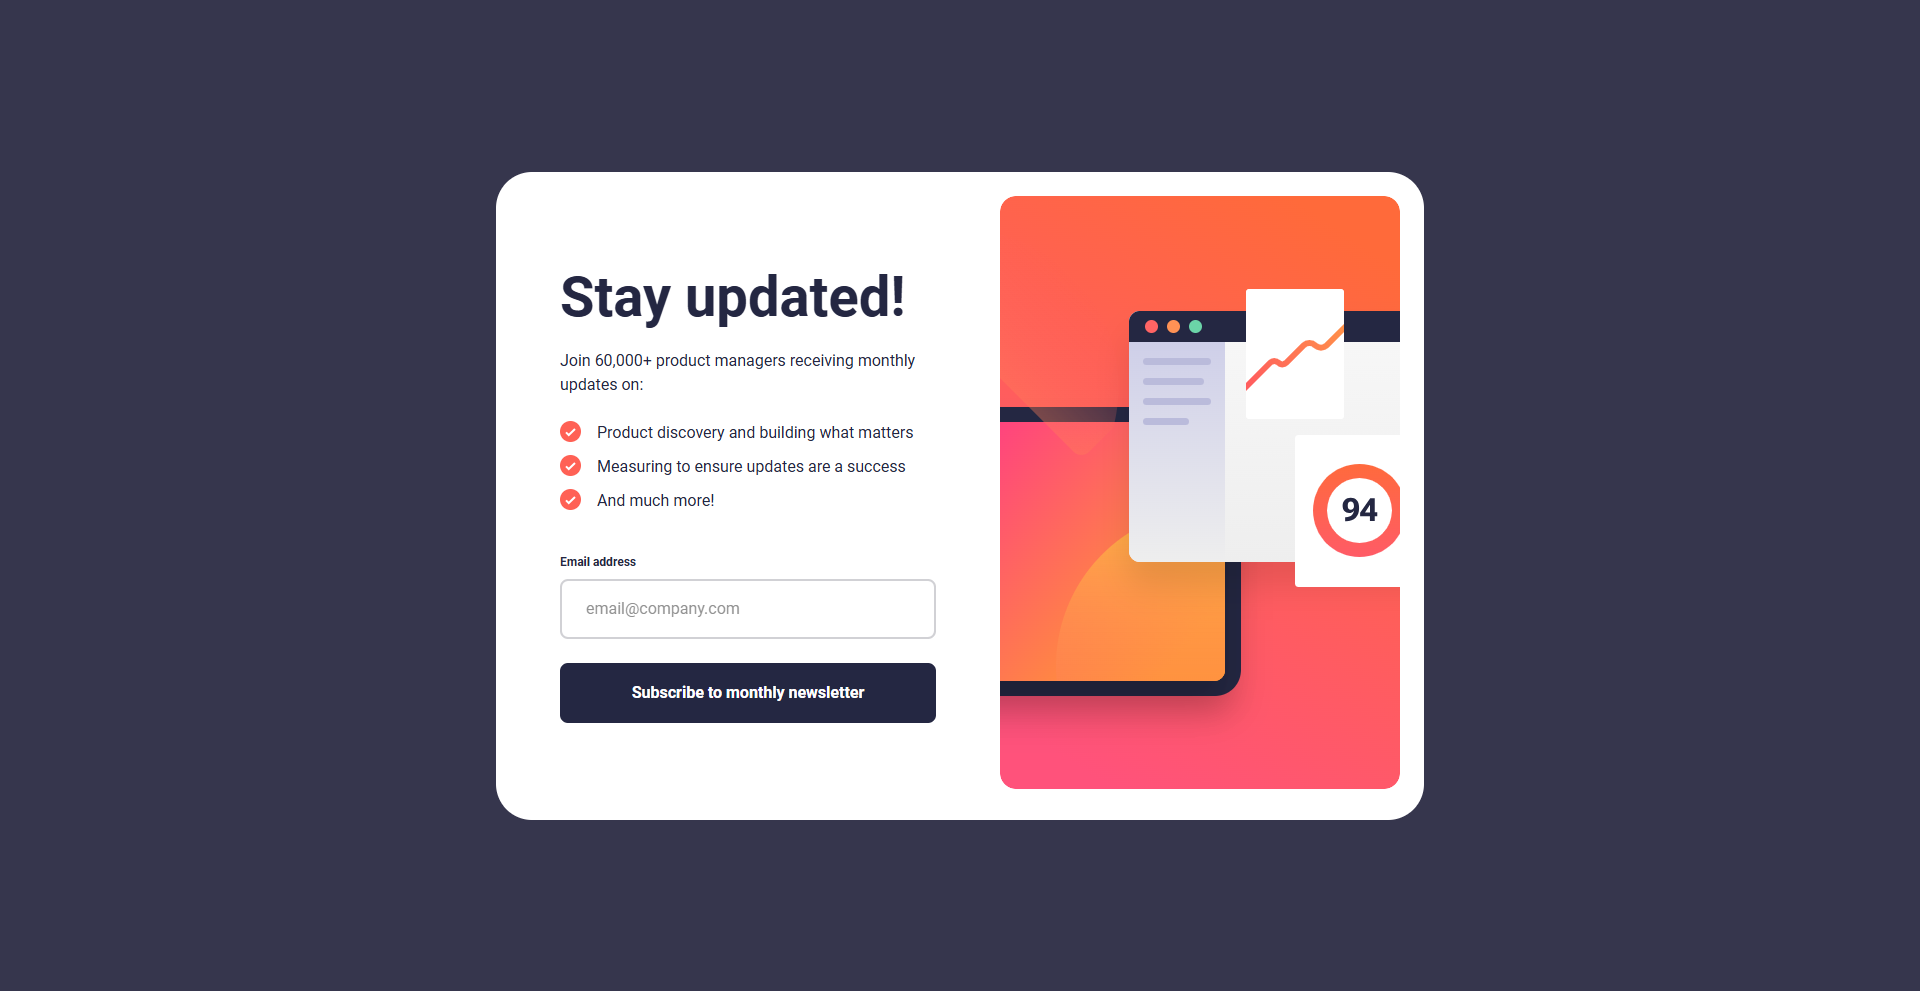 Stay updated!
Join 60,000+ product managers receiving monthly
updates on:
Product discovery and building what matters
Measuring to ensure updates are a success
And much more!
Email address
email@company.com
Subscribe to monthly newsletter
94